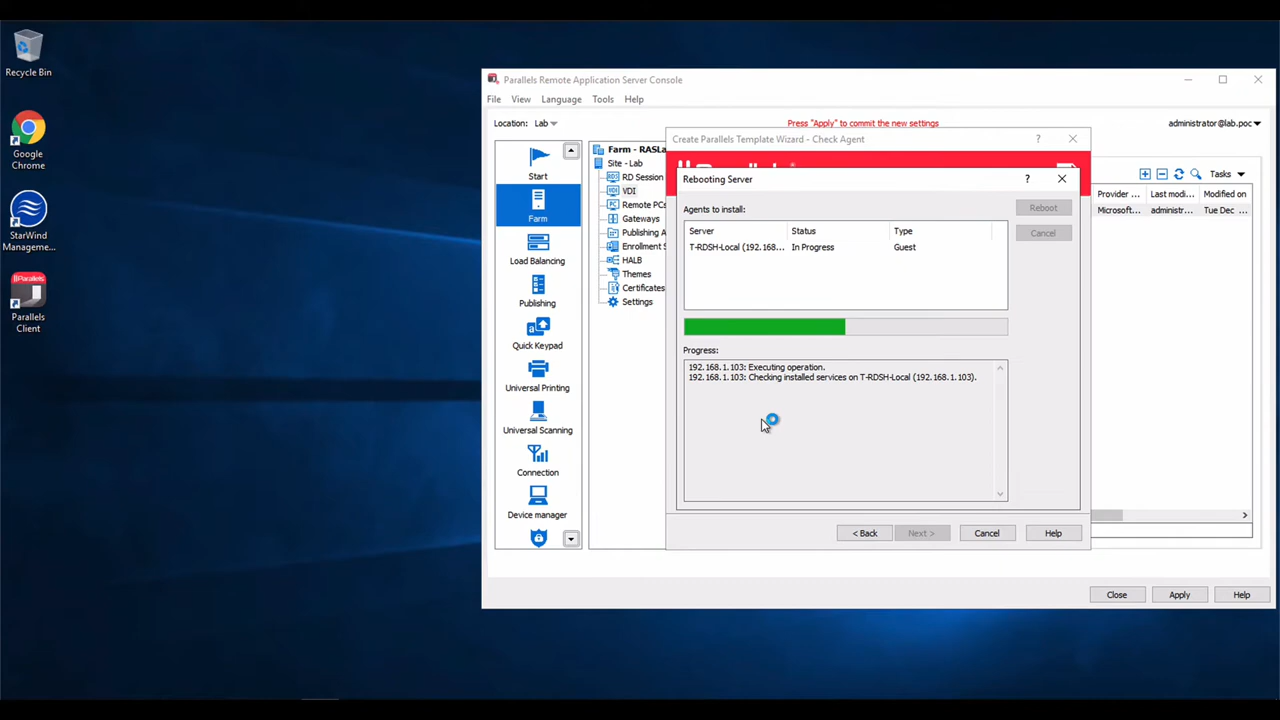 Recycle Bin
Google
Chrome
StarWind
Manageme...
Parallels
Client
Parallels Remote Application Server Console
File View Language Tools Help
Location: Lab
Press "Apply" to commit the new settings
administrator@lab.poc
Start
Farm
Load Balancing
Publishing
Quick Keypad
Universal Printing
Universal Scanning
Connection
Device manager
Farm -
Site - Lab
RD Session
VDI
Remote PCs
Gateways
Publishing A
Enrollment S
HALB
Themes
Certificates
Settings
Tasks
Provider ... Last modi... Modified on
Microsoft... administr... Tue Dec ...
Create Parallels Template Wizard - Check Agent
Rebooting Server
Agents to install:
Server Status Type
T-RDSH-Local (192.168.... In Progress Guest
Reboot
Cancel
Progress:
192.168.1.103: Executing operation.
192.168.1.103: Checking installed services on T-RDSH-Local (192.168.1.103).
< Back Next > Cancel Help
Close Apply Help